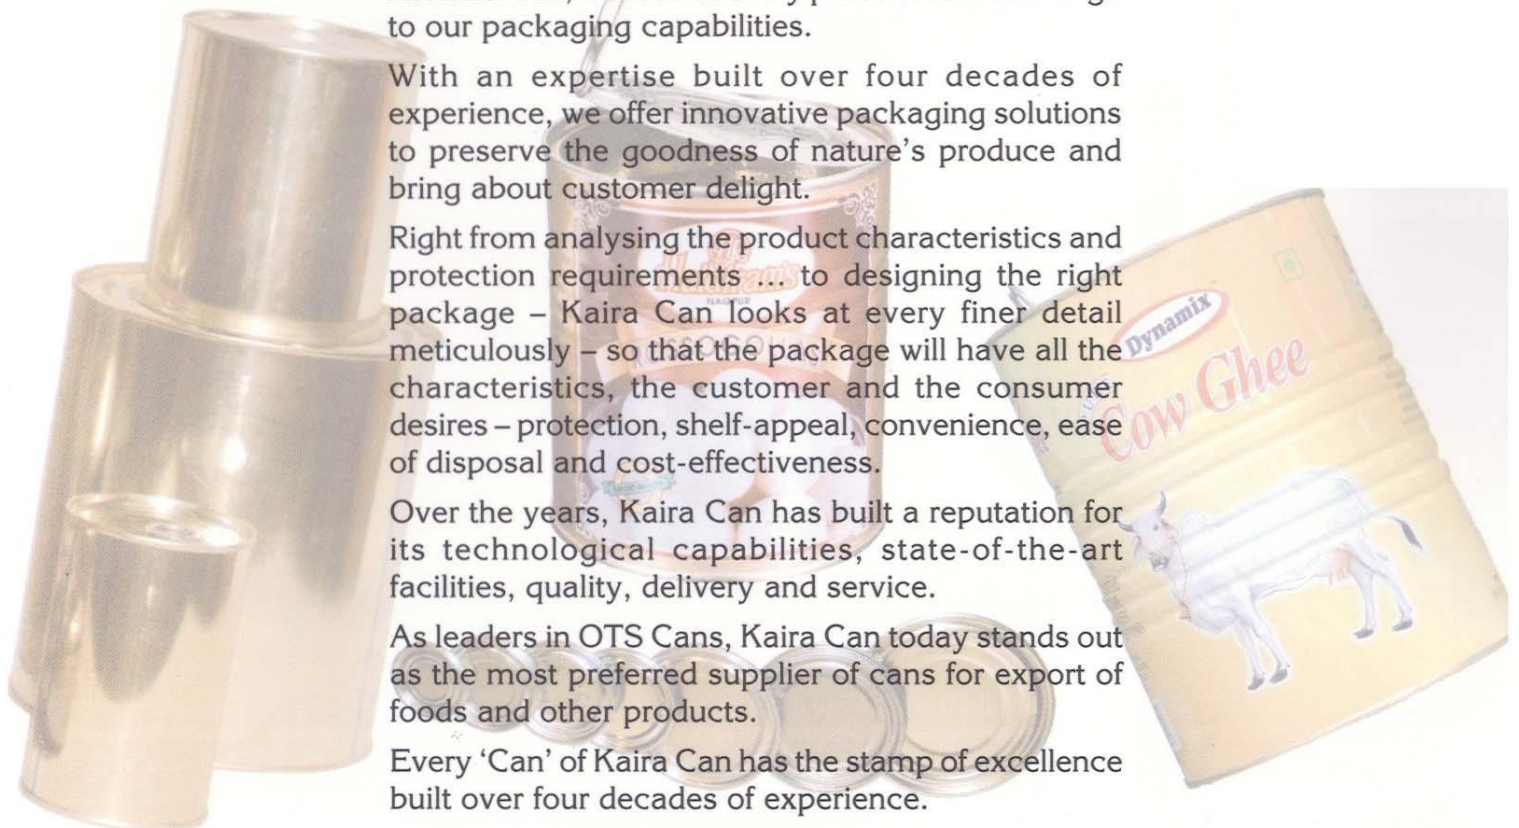 to our packaging capabilities.
With an expertise built over four decades of
experience, we offer innovative packaging solutions
to preserve the goodness of nature's produce and
bring about customer delight.
Right from analysing the product characteristics and
protection requirements ... to designing the right
package – Kaira Can looks at every finer detail
meticulously – so that the package will have all the
characteristics, the customer and the consumer
desires – protection, shelf-appeal, convenience, ease
of disposal and cost-effectiveness.
Over the years, Kaira Can has built a reputation for
its technological capabilities, state-of-the-art
facilities, quality, delivery and service.
As leaders in OTS Cans, Kaira Can today stands out
as the most preferred supplier of cans for export of
foods and other products.
Every 'Can' of Kaira Can has the stamp of excellence
built over four decades of experience.
NAGPUR
Dynamix
Cow Ghee